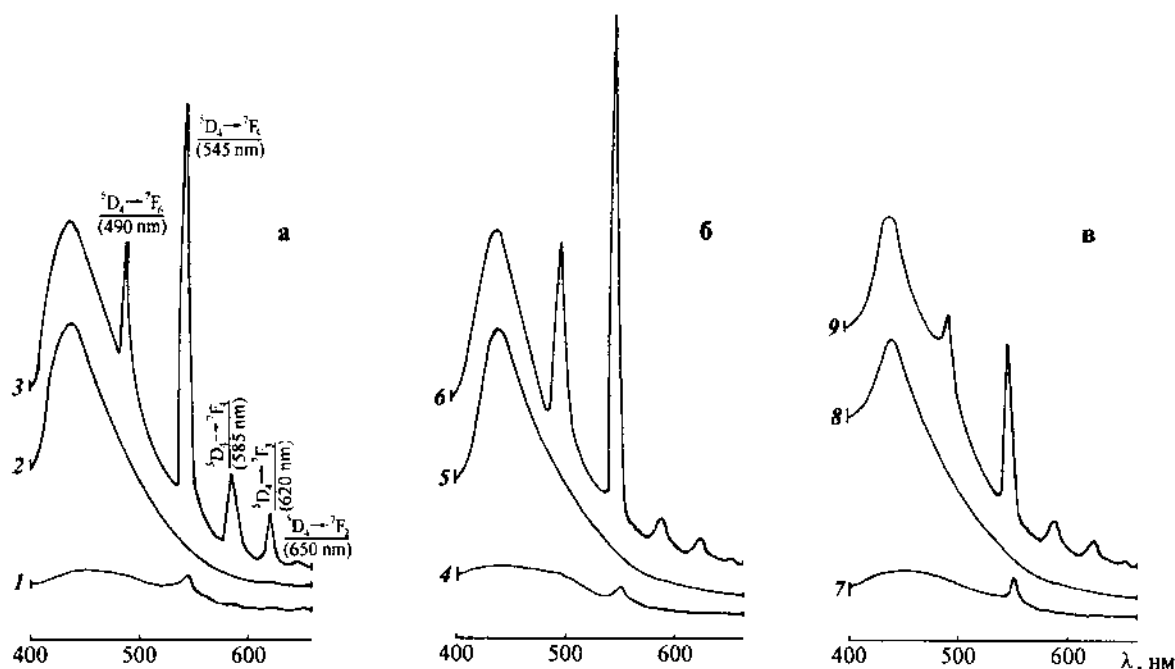 ⁵D₄→⁷F₅
(545 nm)
⁵D₄→⁷F₆
(490 nm)
а
б
в
3
6
9
8
2
5
⁵D₄→⁷F₄
(585 nm)
⁵D₄→⁷F₃
(620 nm)
⁵D₄→⁷F₂
(650 nm)
1
4
7
400 500 600
400 500 600
400 500 600 λ, нм